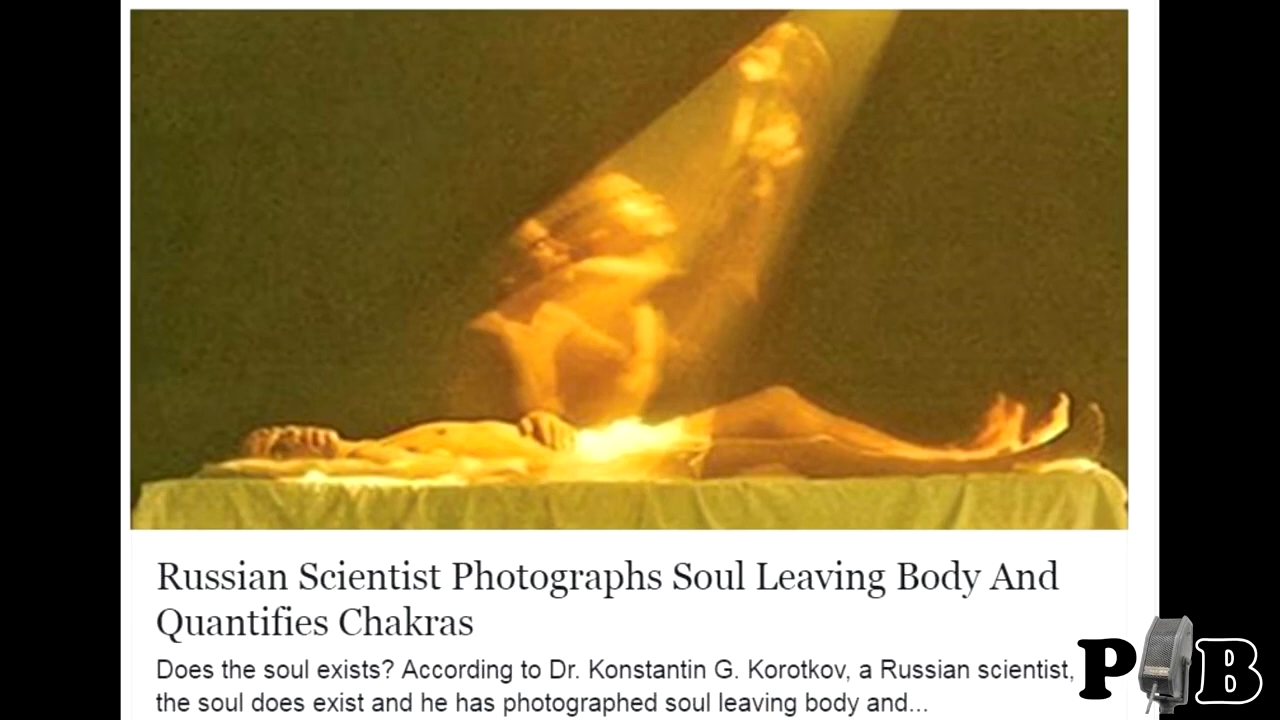 Russian Scientist Photographs Soul Leaving Body And
Quantifies Chakras
Does the soul exists? According to Dr. Konstantin G. Korotkov, a Russian scientist,
the soul does exist and he has photographed soul leaving body and...
P B